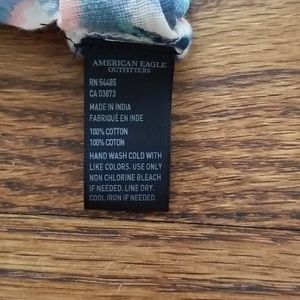 AMERICAN EAGLE
OUTFITTERS
RN 54485
CA 03873
MADE IN INDIA
FABRIQUÉ EN INDE
100% COTTON
100% COTON
HAND WASH COLD WITH
LIKE COLORS. USE ONLY
NON CHLORINE BLEACH
IF NEEDED. LINE DRY.
COOL IRON IF NEEDED.